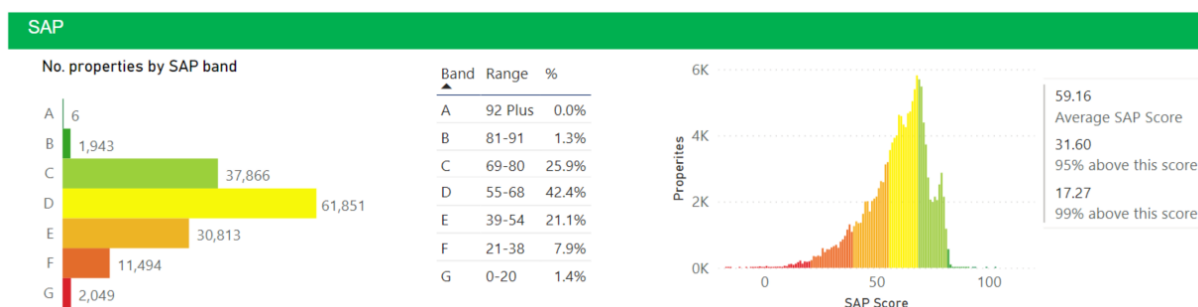 SAP
No. properties by SAP band
A 6
B 1,943
C 37,866
D 61,851
E 30,813
F 11,494
G 2,049
Band Range %
A 92 Plus 0.0%
B 81-91 1.3%
C 69-80 25.9%
D 55-68 42.4%
E 39-54 21.1%
F 21-38 7.9%
G 0-20 1.4%
6K
4K
2K
0K
Properites
0 50 100
SAP Score
59.16
Average SAP Score
31.60
95% above this score
17.27
99% above this score